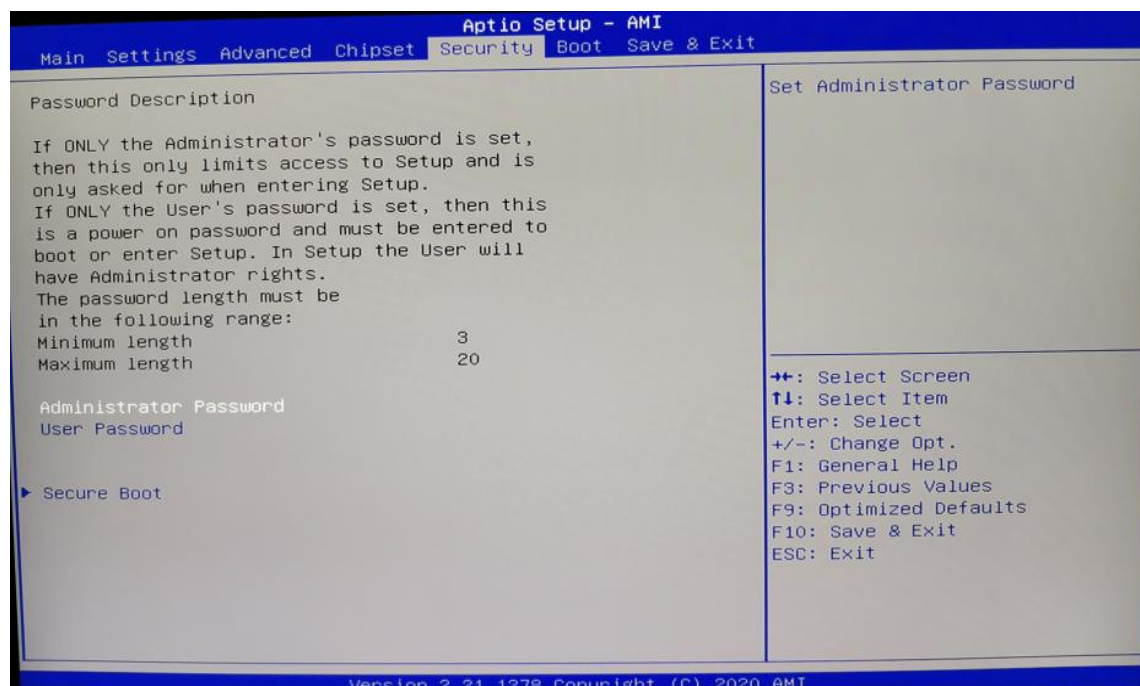 Aptio Setup - AMI
Main Settings Advanced Chipset Security Boot Save & Exit
Password Description
If ONLY the Administrator's password is set,
then this only limits access to Setup and is
only asked for when entering Setup.
If ONLY the User's password is set, then this
is a power on password and must be entered to
boot or enter Setup. In Setup the User will
have Administrator rights.
The password length must be
in the following range:
Minimum length 3
Maximum length 20
Administrator Password
User Password
Secure Boot
Set Administrator Password
→←: Select Screen
↑↓: Select Item
Enter: Select
+/-: Change Opt.
F1: General Help
F3: Previous Values
F9: Optimized Defaults
F10: Save & Exit
ESC: Exit
Version 2.21.1278 Copyright (C) 2020 AMI